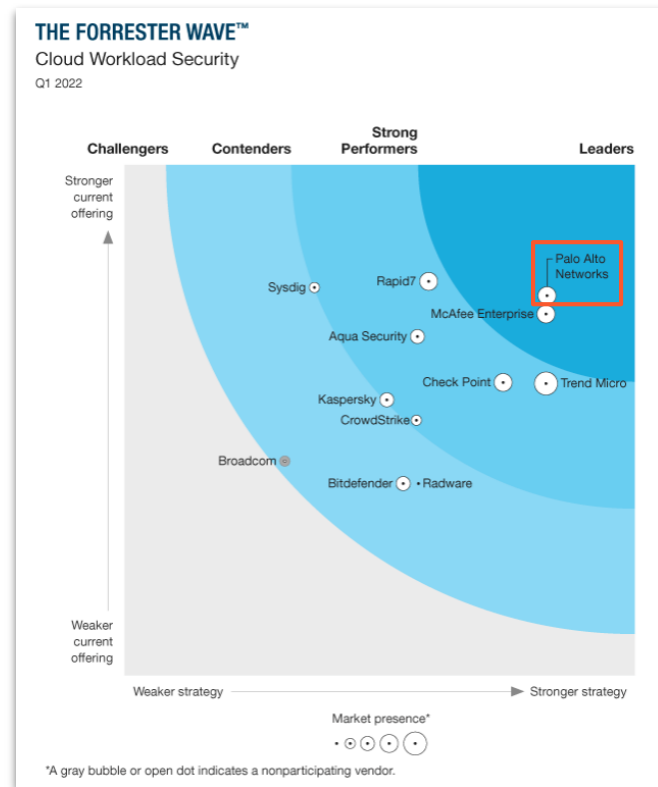 THE FORRESTER WAVE™
Cloud Workload Security
Q1 2022
Challengers
Contenders
Strong
Performers
Leaders
Stronger
current
offering
Palo Alto
Networks
Sysdig
Rapid7
McAfee Enterprise
Aqua Security
Check Point
Trend Micro
Kaspersky
CrowdStrike
Broadcom
Bitdefender
Radware
Weaker
current
offering
Weaker strategy
Stronger strategy
Market presence*
*A gray bubble or open dot indicates a nonparticipating vendor.